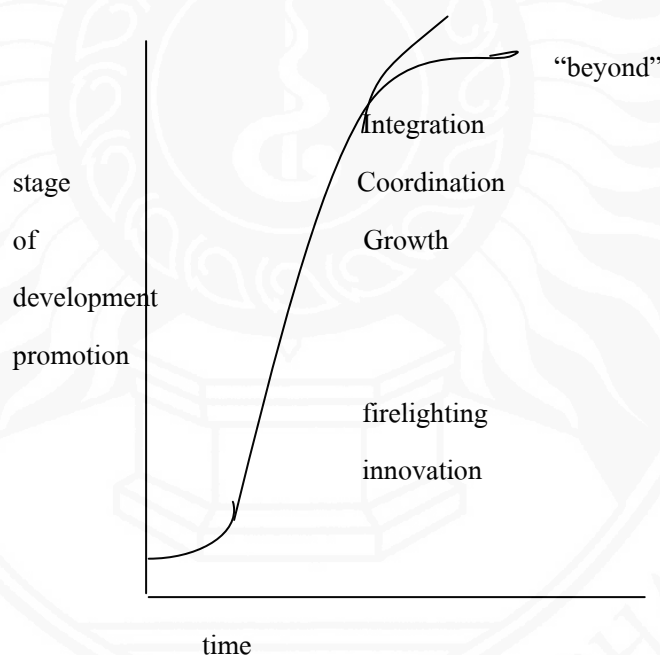 “beyond”
Integration
stage
Coordination
of
Growth
development
promotion
firelighting
innovation
time